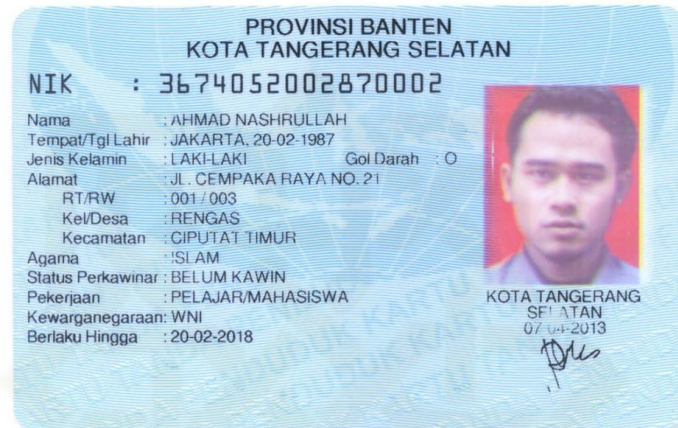 PROVINSI BANTEN
KOTA TANGERANG SELATAN
NIK : 3674052002870002
Nama : AHMAD NASHRULLAH
Tempat/Tgl Lahir : JAKARTA, 20-02-1987
Jenis Kelamin : LAKI-LAKI Gol Darah : O
Alamat : JL. CEMPAKA RAYA NO. 21
RT/RW : 001 / 003
Kel/Desa : RENGAS
Kecamatan : CIPUTAT TIMUR
Agama : ISLAM
Status Perkawinan : BELUM KAWIN
Pekerjaan : PELAJAR/MAHASISWA
Kewarganegaraan: WNI
Berlaku Hingga : 20-02-2018
KOTA TANGERANG
SELATAN
07-04-2013